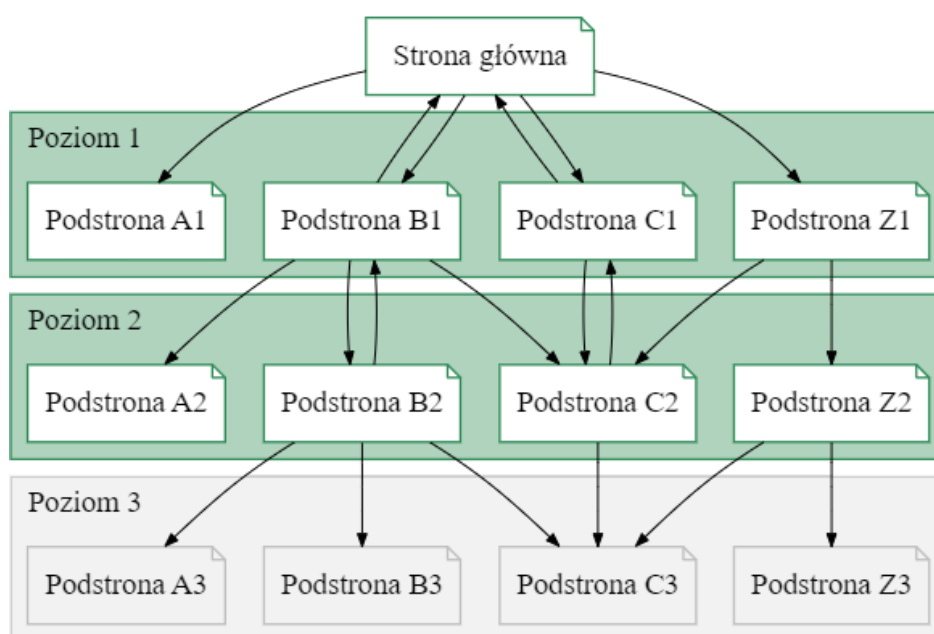 Strona główna
Poziom 1
Podstrona A1
Podstrona B1
Podstrona C1
Podstrona Z1
Poziom 2
Podstrona A2
Podstrona B2
Podstrona C2
Podstrona Z2
Poziom 3
Podstrona A3
Podstrona B3
Podstrona C3
Podstrona Z3